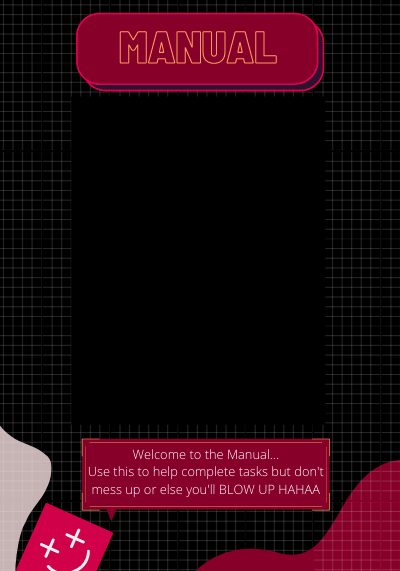 MANUAL
Welcome to the Manual...
Use this to help complete tasks but don't
mess up or else you'll BLOW UP HAHAA